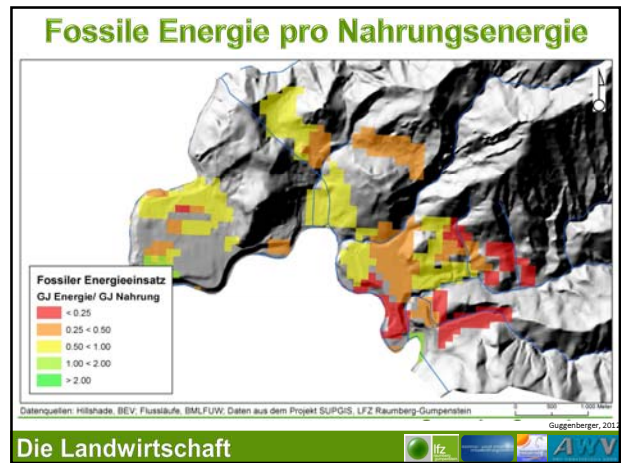 Fossile Energie pro Nahrungsenergie
Fossiler Energieeinsatz
GJ Energie/ GJ Nahrung
< 0.25
0.25 < 0.50
0.50 < 1.00
1.00 < 2.00
> 2.00
0 500 1.000 Meter
Datenquellen: Hillshade, BEV; Flussläufe, BMLFUW; Daten aus dem Projekt SUPGIS, LFZ Raumberg-Gumpenstein
Guggenberger, 2012
Die Landwirtschaft
lfz
AWV